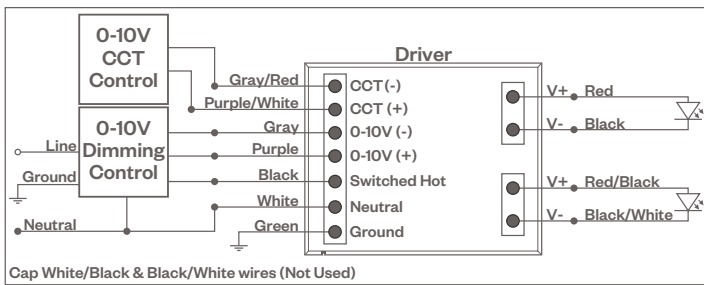 0-10V
CCT
Control
Driver
Gray/Red
CCT(-)
Purple/White
CCT (+)
Gray
0-10V (-)
Purple
0-10V (+)
Black
Switched Hot
White
Neutral
Green
Ground
Line
0-10V
Dimming
Control
Ground
Neutral
V+
Red
V-
Black
V+
Red/Black
V-
Black/White
Cap White/Black & Black/White wires (Not Used)